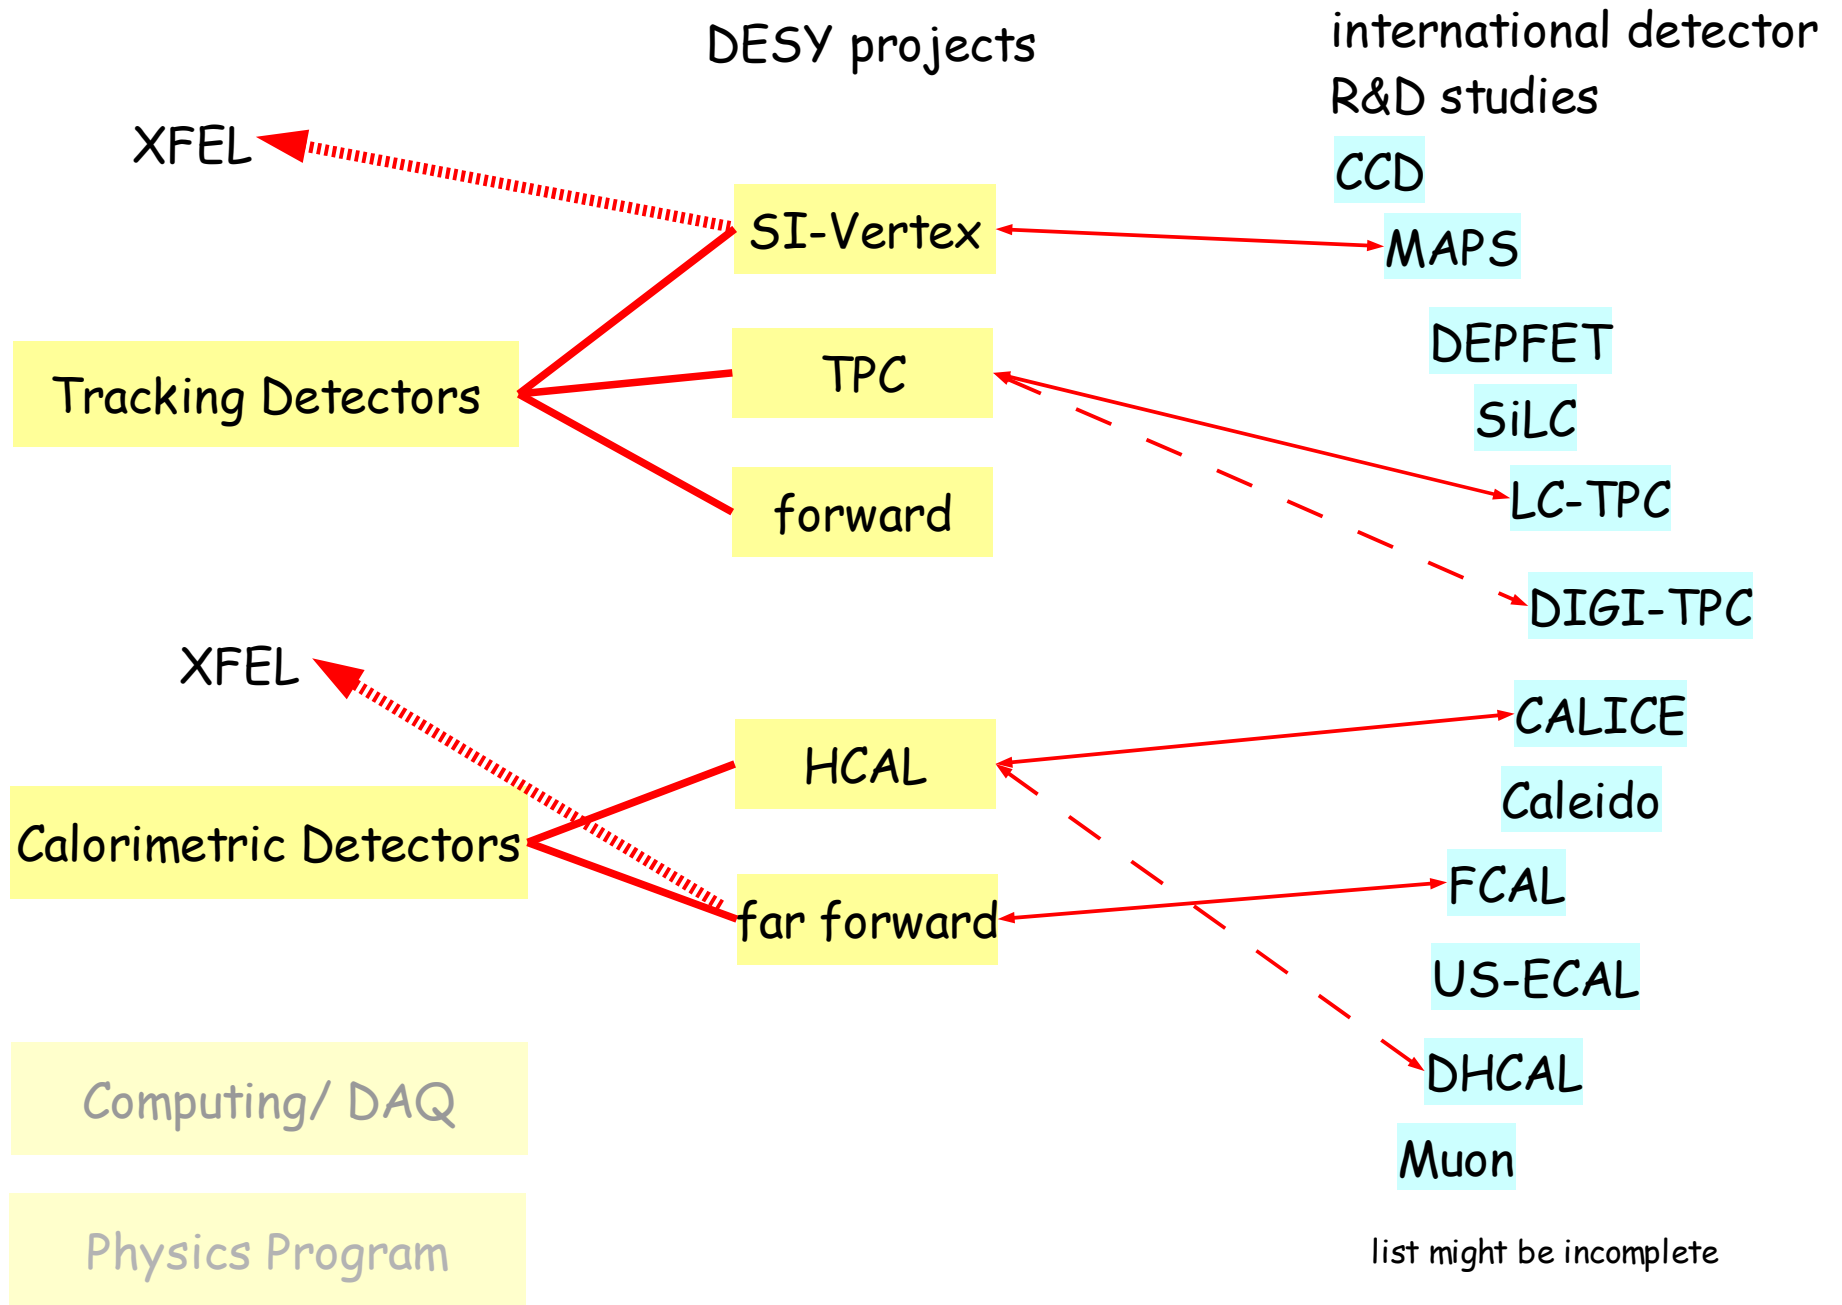 DESY projects
international detector
R&D studies
XFEL
CCD
SI-Vertex
MAPS
DEPFET
Tracking Detectors
TPC
SiLC
LC-TPC
forward
DIGI-TPC
XFEL
CALICE
HCAL
Caleido
Calorimetric Detectors
FCAL
far forward
US-ECAL
Computing/ DAQ
DHCAL
Muon
Physics Program
list might be incomplete